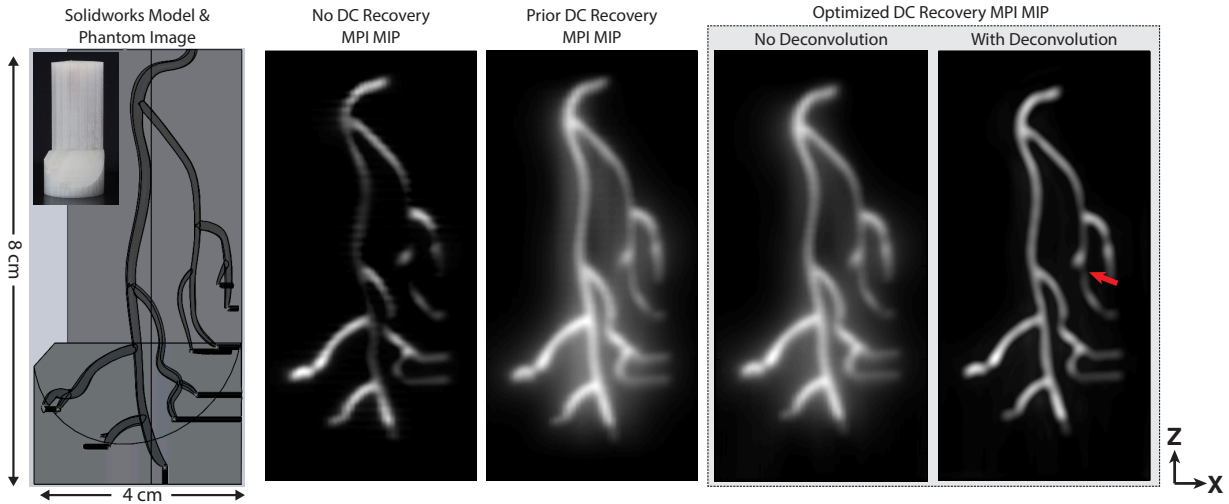 Solidworks Model &
Phantom Image
No DC Recovery
MPI MIP
Prior DC Recovery
MPI MIP
Optimized DC Recovery MPI MIP
No Deconvolution
With Deconvolution
8 cm
4 cm
Z
X